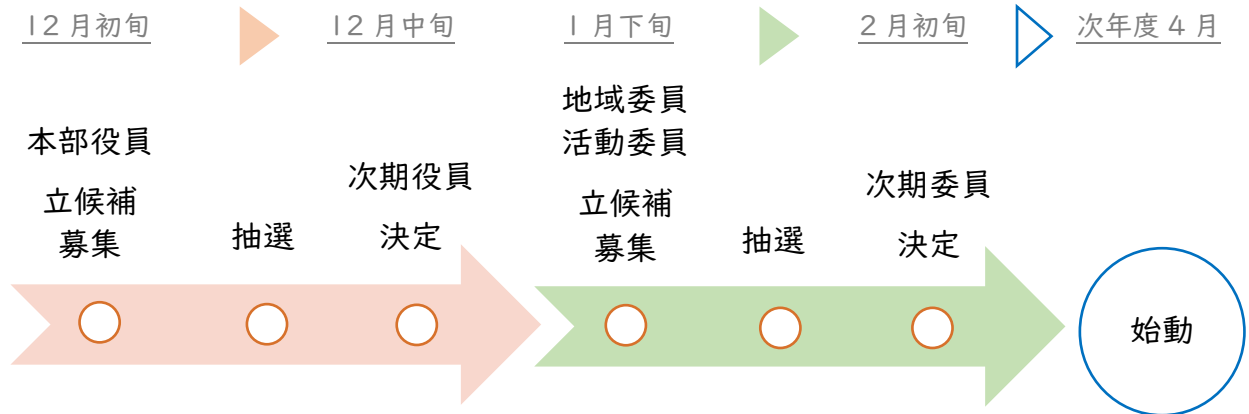 12月初旬
12月中旬
1月下旬
2月初旬
次年度4月
本部役員
立候補
募集
抽選
次期役員
決定
地域委員
活動委員
立候補
募集
抽選
次期委員
決定
始動